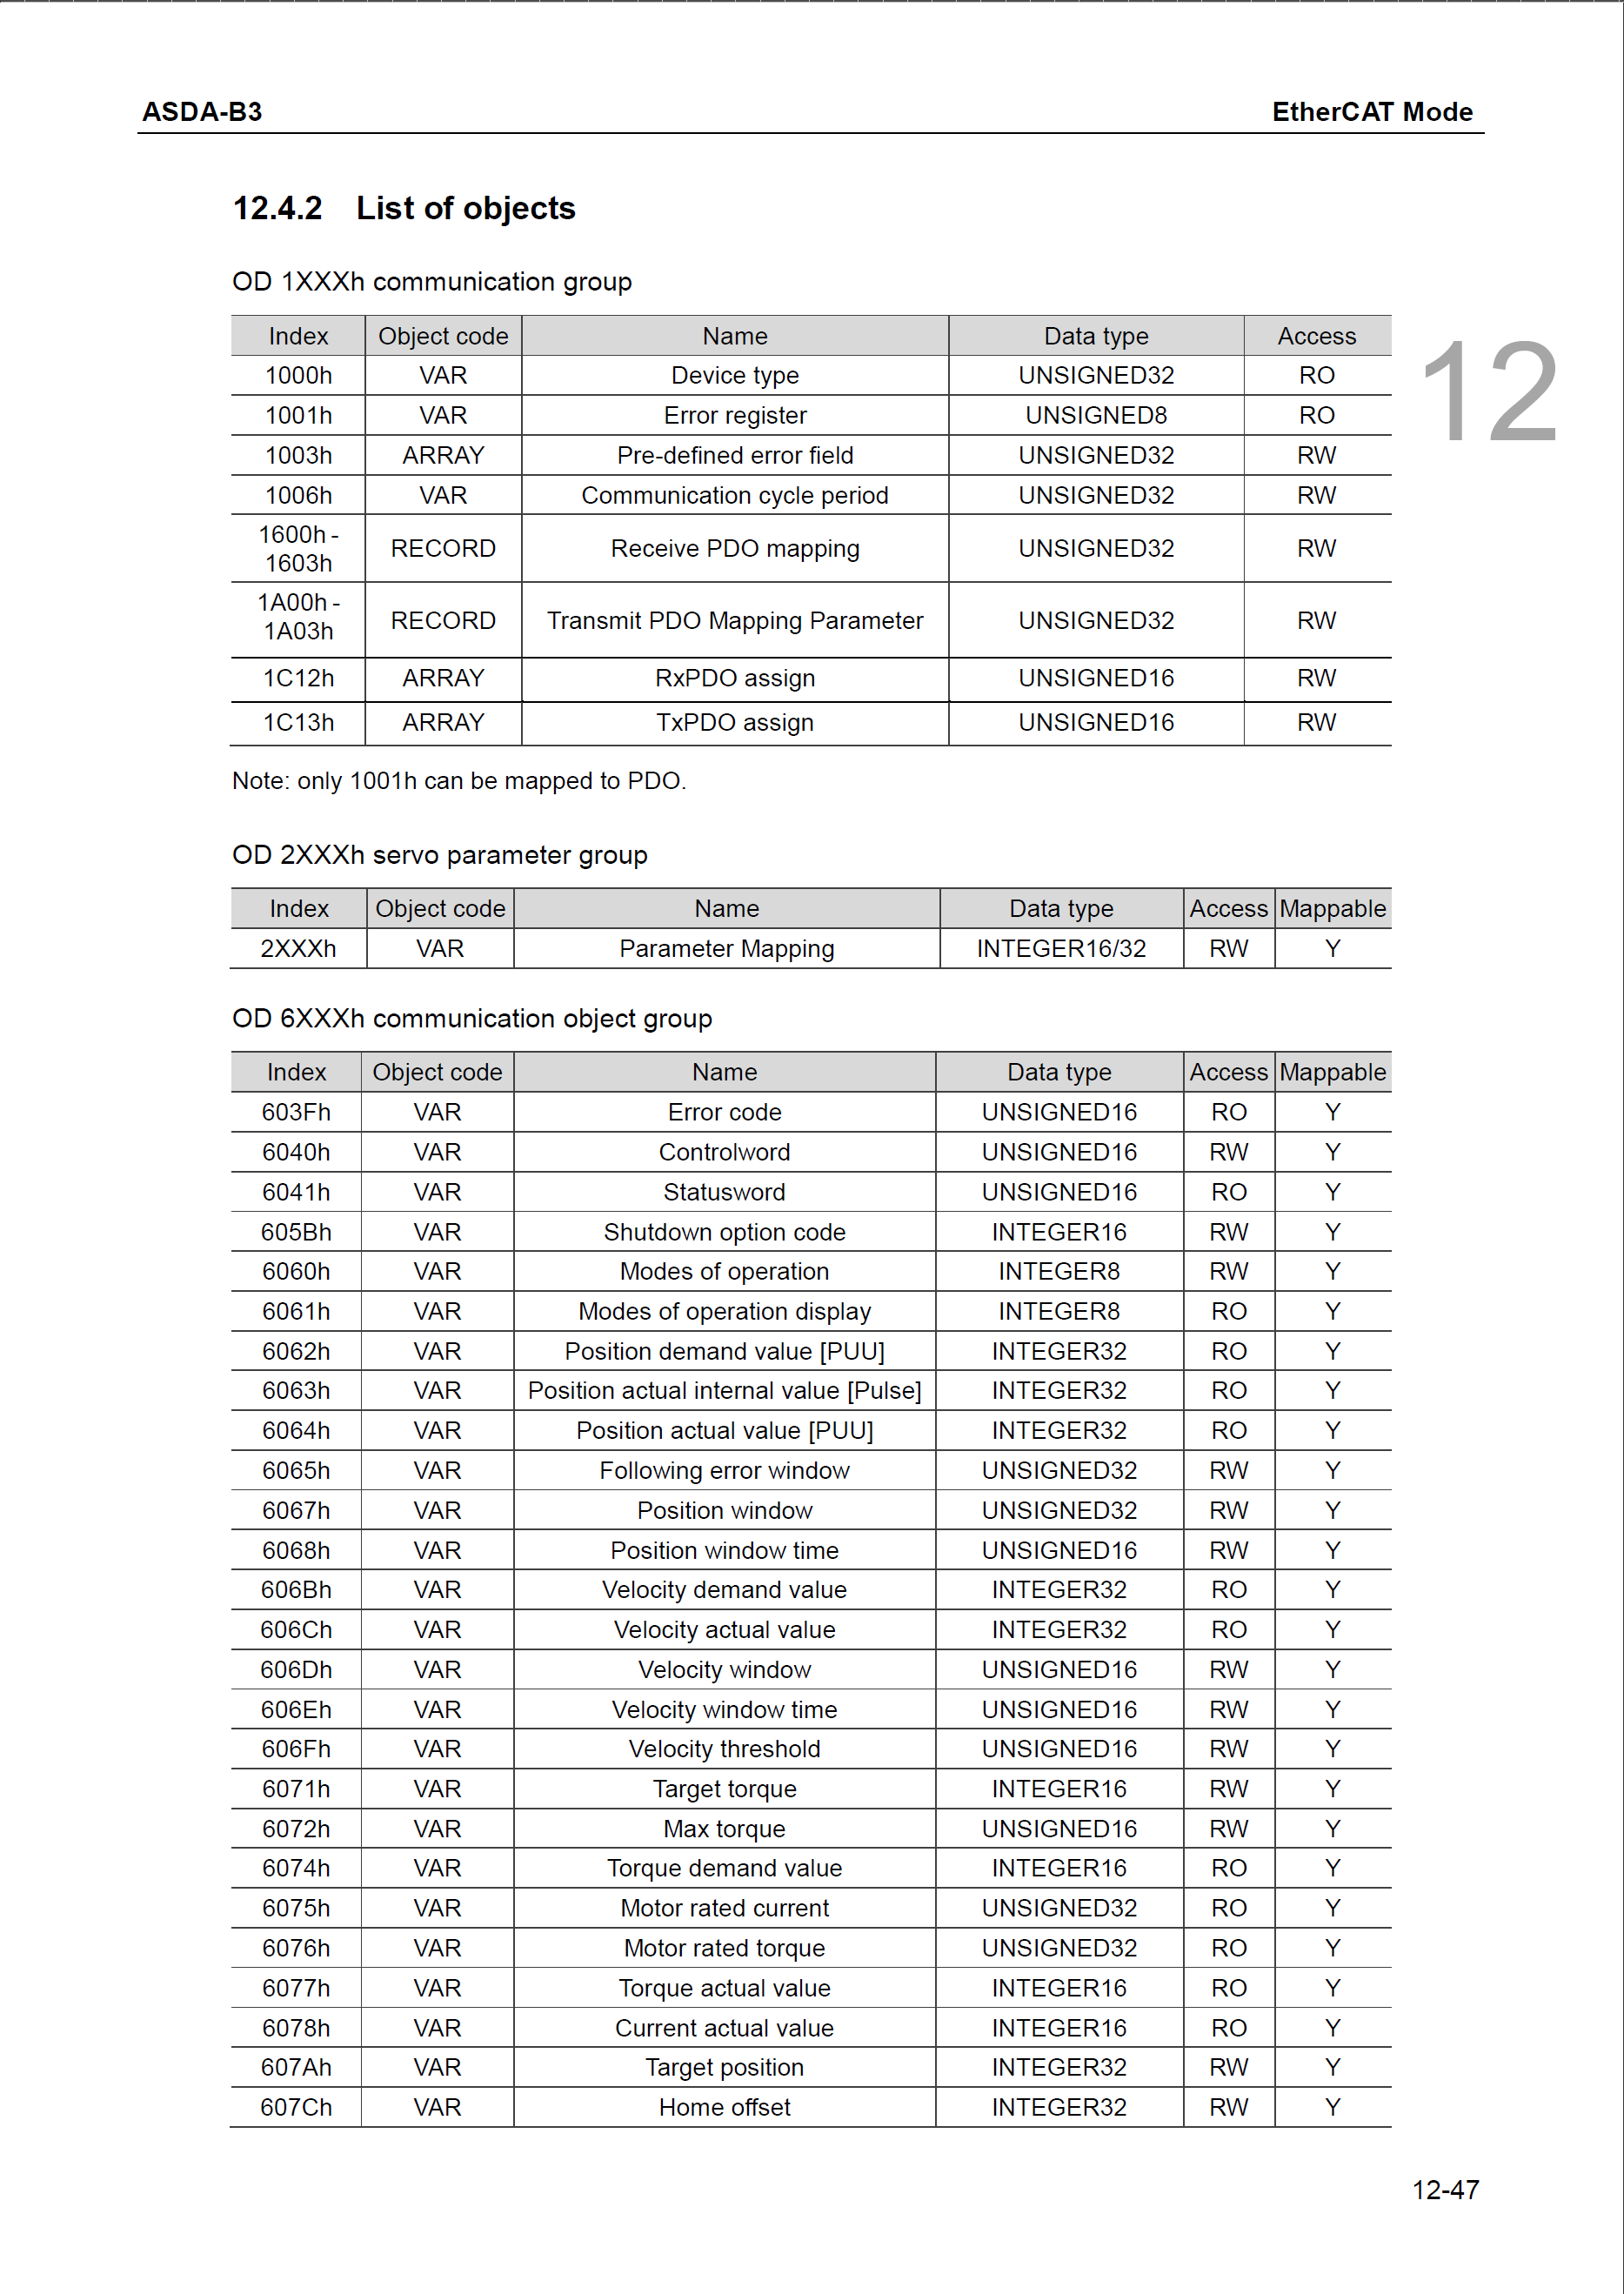 ASDA-B3 EtherCAT Mode
12.4.2 List of objects
OD 1XXXh communication group
Index Object code Name Data type Access
1000h VAR Device type UNSIGNED32 RO
12
1001h VAR Error register UNSIGNED8 RO
1003h ARRAY Pre-defined error field UNSIGNED32 RW
1006h VAR Communication cycle period UNSIGNED32 RW
1600h -
1603h RECORD Receive PDO mapping UNSIGNED32 RW
1A00h -
1A03h RECORD Transmit PDO Mapping Parameter UNSIGNED32 RW
1C12h ARRAY RxPDO assign UNSIGNED16 RW
1C13h ARRAY TxPDO assign UNSIGNED16 RW
Note: only 1001h can be mapped to PDO.
OD 2XXXh servo parameter group
Index Object code Name Data type Access Mappable
2XXXh VAR Parameter Mapping INTEGER16/32 RW Y
OD 6XXXh communication object group
Index Object code Name Data type Access Mappable
603Fh VAR Error code UNSIGNED16 RO Y
6040h VAR Controlword UNSIGNED16 RW Y
6041h VAR Statusword UNSIGNED16 RO Y
605Bh VAR Shutdown option code INTEGER16 RW Y
6060h VAR Modes of operation INTEGER8 RW Y
6061h VAR Modes of operation display INTEGER8 RO Y
6062h VAR Position demand value [PUU] INTEGER32 RO Y
6063h VAR Position actual internal value [Pulse] INTEGER32 RO Y
6064h VAR Position actual value [PUU] INTEGER32 RO Y
6065h VAR Following error window UNSIGNED32 RW Y
6067h VAR Position window UNSIGNED32 RW Y
6068h VAR Position window time UNSIGNED16 RW Y
606Bh VAR Velocity demand value INTEGER32 RO Y
606Ch VAR Velocity actual value INTEGER32 RO Y
606Dh VAR Velocity window UNSIGNED16 RW Y
606Eh VAR Velocity window time UNSIGNED16 RW Y
606Fh VAR Velocity threshold UNSIGNED16 RW Y
6071h VAR Target torque INTEGER16 RW Y
6072h VAR Max torque UNSIGNED16 RW Y
6074h VAR Torque demand value INTEGER16 RO Y
6075h VAR Motor rated current UNSIGNED32 RO Y
6076h VAR Motor rated torque UNSIGNED32 RO Y
6077h VAR Torque actual value INTEGER16 RO Y
6078h VAR Current actual value INTEGER16 RO Y
607Ah VAR Target position INTEGER32 RW Y
607Ch VAR Home offset INTEGER32 RW Y
12-47